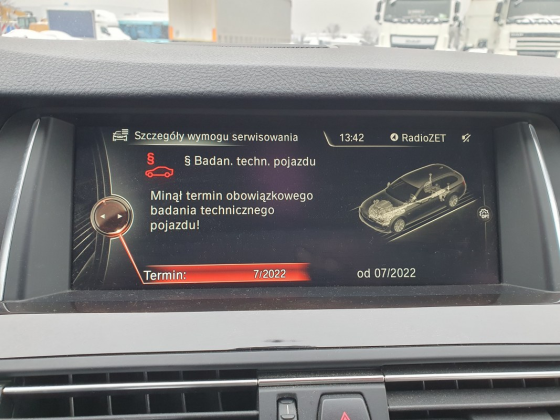 Szczegóły wymogu serwisowania
13:42
RadioZET
§
§ Badan. techn. pojazdu
Minął termin obowiązkowego
badania technicznego
pojazdu!
Termin: 7/2022 od 07/2022